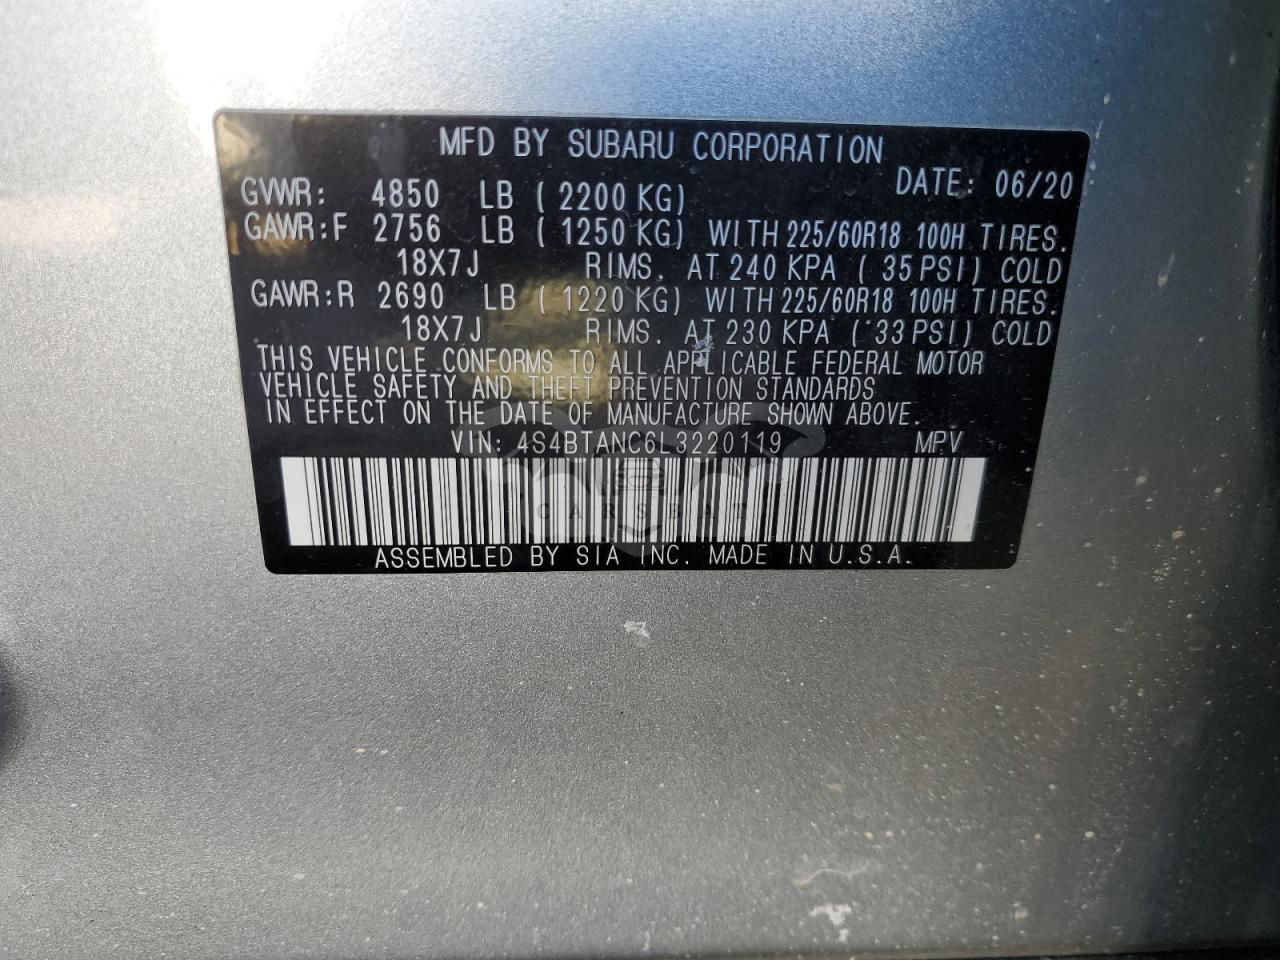 MFD BY SUBARU CORPORATION
DATE: 06/20
GVWR: 4850 LB ( 2200 KG)
GAWR:F 2756 LB ( 1250 KG) WITH 225/60R18 100H TIRES.
18X7J RIMS. AT 240 KPA ( 35 PSI) COLD
GAWR:R 2690 LB ( 1220 KG) WITH 225/60R18 100H TIRES.
18X7J RIMS. AT 230 KPA ( 33 PSI) COLD
THIS VEHICLE CONFORMS TO ALL APPLICABLE FEDERAL MOTOR
VEHICLE SAFETY AND THEFT PREVENTION STANDARDS
IN EFFECT ON THE DATE OF MANUFACTURE SHOWN ABOVE.
VIN: 4S4BTANC6L3220119 MPV
ASSEMBLED BY SIA INC. MADE IN U.S.A.